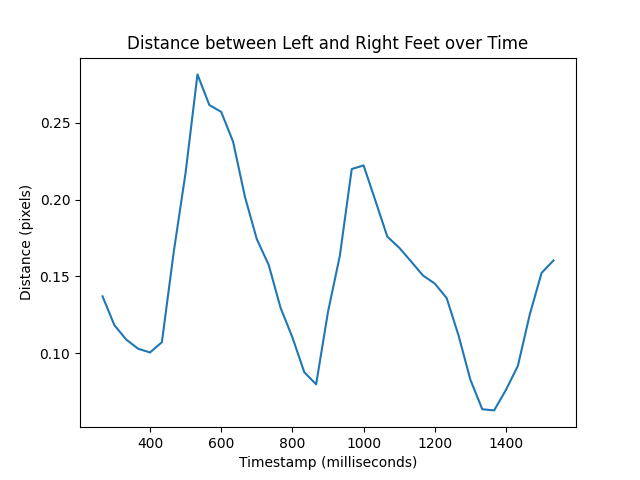 Distance between Left and Right Feet over Time
0.25
0.20
0.15
0.10
Distance (pixels)
400 600 800 1000 1200 1400
Timestamp (milliseconds)